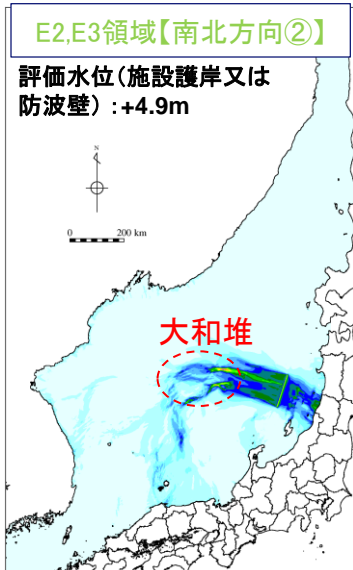 E2,E3領域【南北方向②】
評価水位(施設護岸又は
防波壁）:+4.9m
N
0 200 km
大和堆